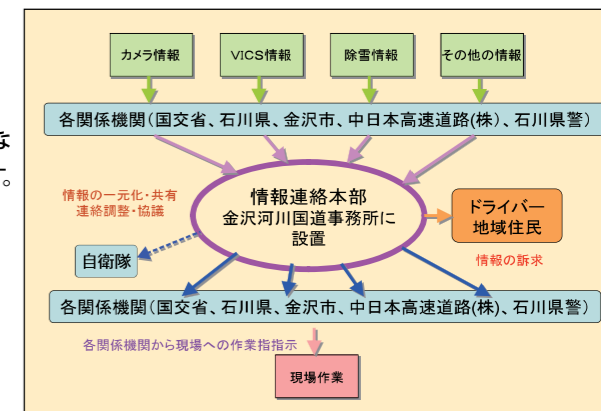 カメラ情報
VICS情報
除雪情報
その他の情報
各関係機関(国交省、石川県、金沢市、中日本高速道路(株)、石川県警)
な
。
情報の一元化・共有
連絡調整・協議
情報連絡本部
金沢河川国道事務所に
設置
ドライバー
地域住民
情報の訴求
自衛隊
各関係機関(国交省、石川県、金沢市、中日本高速道路(株)、石川県警)
各関係機関から現場への作業指指示
現場作業